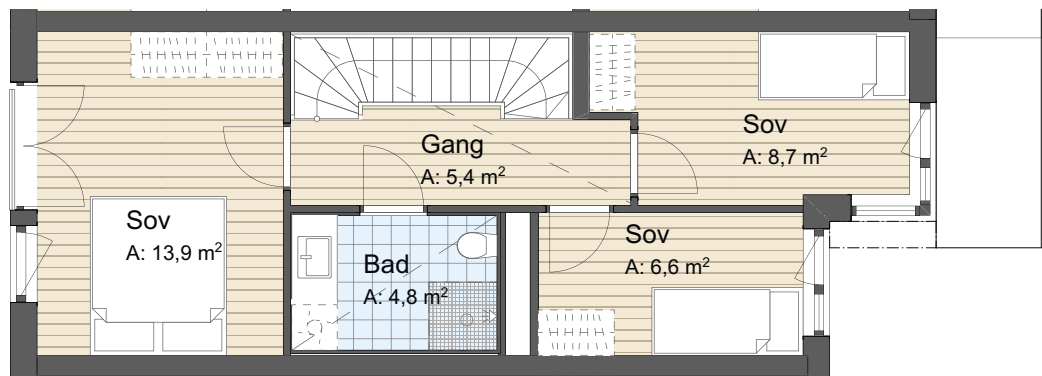 Sov
A: 8,7 m²
Gang
A: 5,4 m²
Sov
A: 13,9 m²
Bad
A: 4,8 m²
Sov
A: 6,6 m²